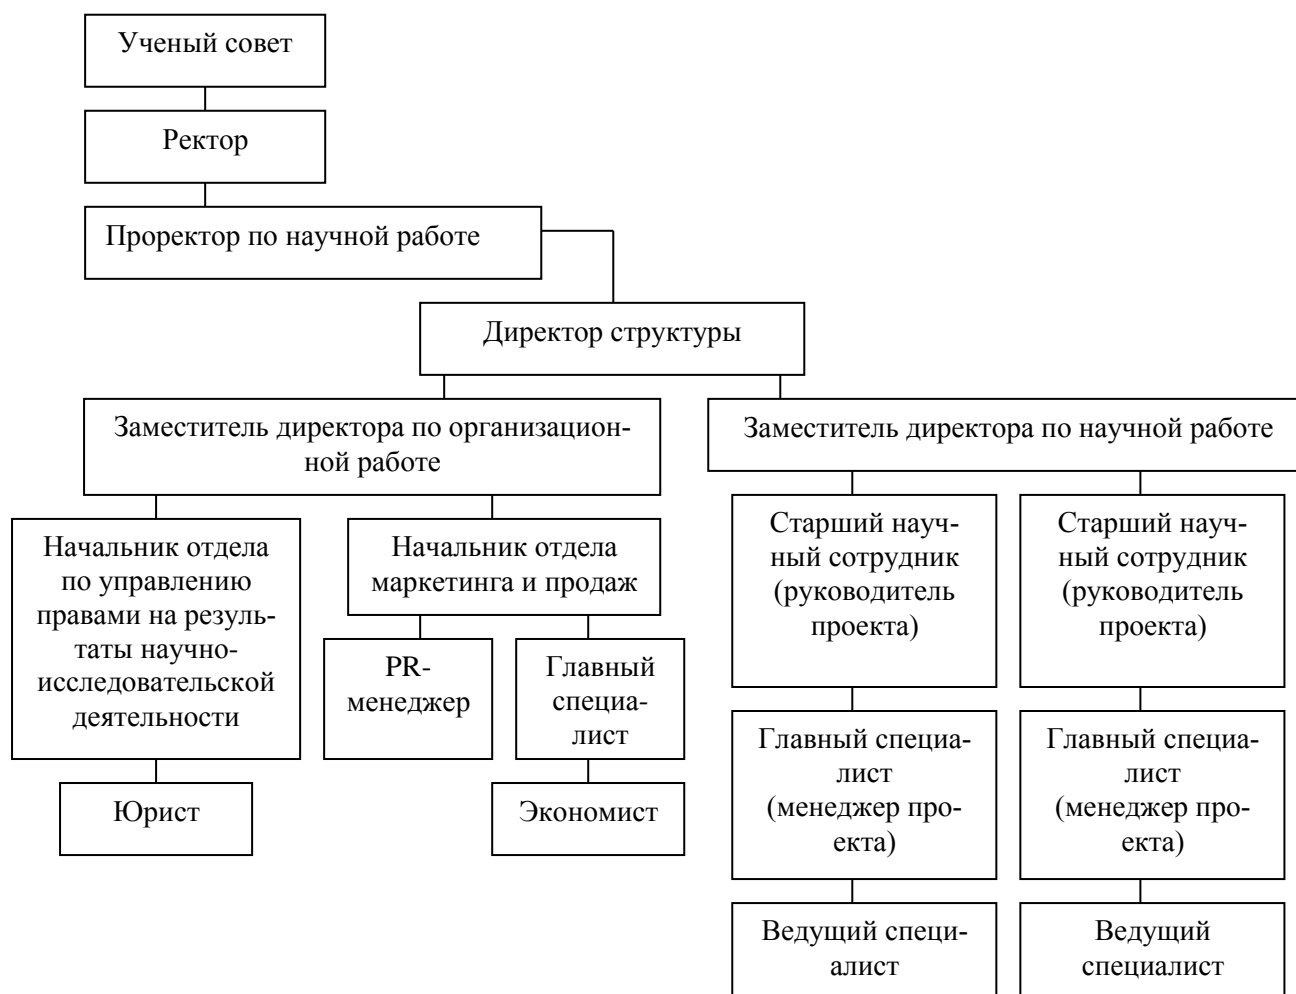 Ученый совет
Ректор
Проректор по научной работе
Директор структуры
Заместитель директора по организацион-
ной работе
Заместитель директора по научной работе
Начальник отдела
по управлению
правами на резуль-
таты научно-
исследовательской
деятельности
Начальник отдела
маркетинга и продаж
Старший науч-
ный сотрудник
(руководитель
проекта)
Старший науч-
ный сотрудник
(руководитель
проекта)
PR-
менеджер
Главный
специа-
лист
Главный специа-
лист
(менеджер про-
екта)
Главный специа-
лист
(менеджер про-
екта)
Юрист
Экономист
Ведущий специ-
алист
Ведущий
специалист